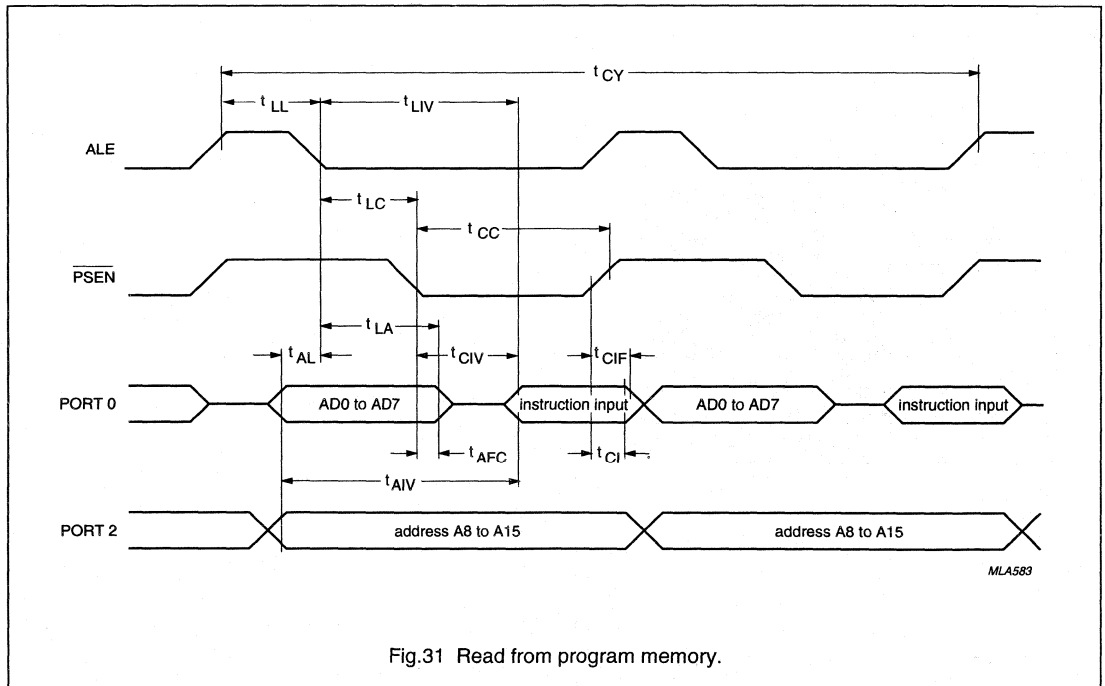 t CY
t LL
t LIV
ALE
t LC
t CC
PSEN
t LA
t AL
t CIV
t CIF
PORT 0
AD0 to AD7
instruction input
AD0 to AD7
instruction input
t AFC
t CI
t AIV
PORT 2
address A8 to A15
address A8 to A15
MLA583
Fig.31 Read from program memory.